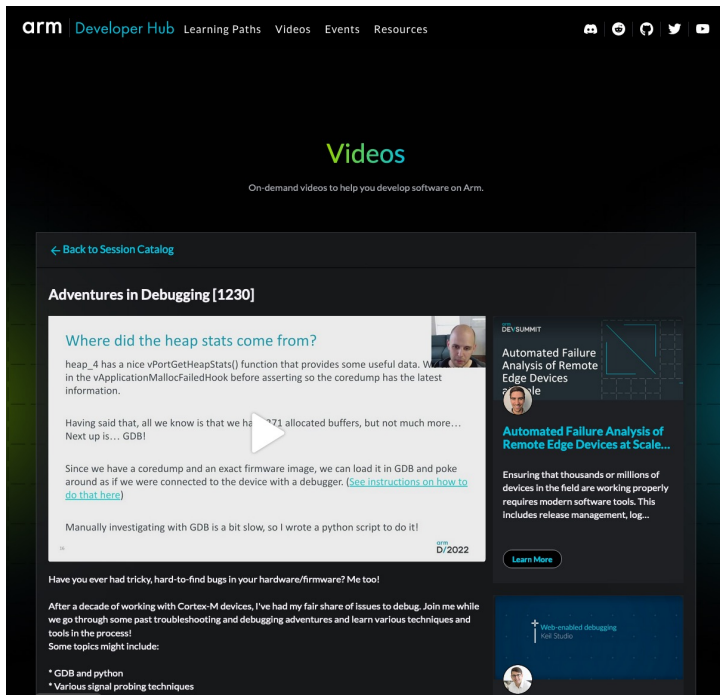 arm Developer Hub Learning Paths Videos Events Resources
Videos
On-demand videos to help you develop software on Arm.
← Back to Session Catalog
Adventures in Debugging [1230]
Where did the heap stats come from?
heap_4 has a nice vPortGetHeapStats() function that provides some useful data.
in the vApplicationMallocFailedHook before asserting so the coredump has the latest
information.
Having said that, all we know is that we 271 allocated buffers, but not much more…
Next up is… GDB!
Since we have a coredump and an exact firmware image, we can load it in GDB and poke
around as if we were connected to the device with a debugger. (See instructions on how to
do that here)
Manually investigating with GDB is a bit slow, so I wrote a python script to do it!
arm
D/2022
Have you ever had tricky, hard-to-find bugs in your hardware/firmware? Me too!
After a decade of working with Cortex-M devices, I've had my fair share of issues to debug. Join me while
we go through some past troubleshooting and debugging adventures and learn various techniques and
tools in the process!
Some topics might include:
* GDB and python
* Various signal probing techniques
arm
DEVSUMMIT
Automated Failure
Analysis of Remote
Edge Devices
Automated Failure Analysis of
Remote Edge Devices at Scale...
Ensuring that thousands or millions of
devices in the field are working properly
requires modern software tools. This
includes release management, log...
Learn More
Web-enabled debugging
Keil Studio